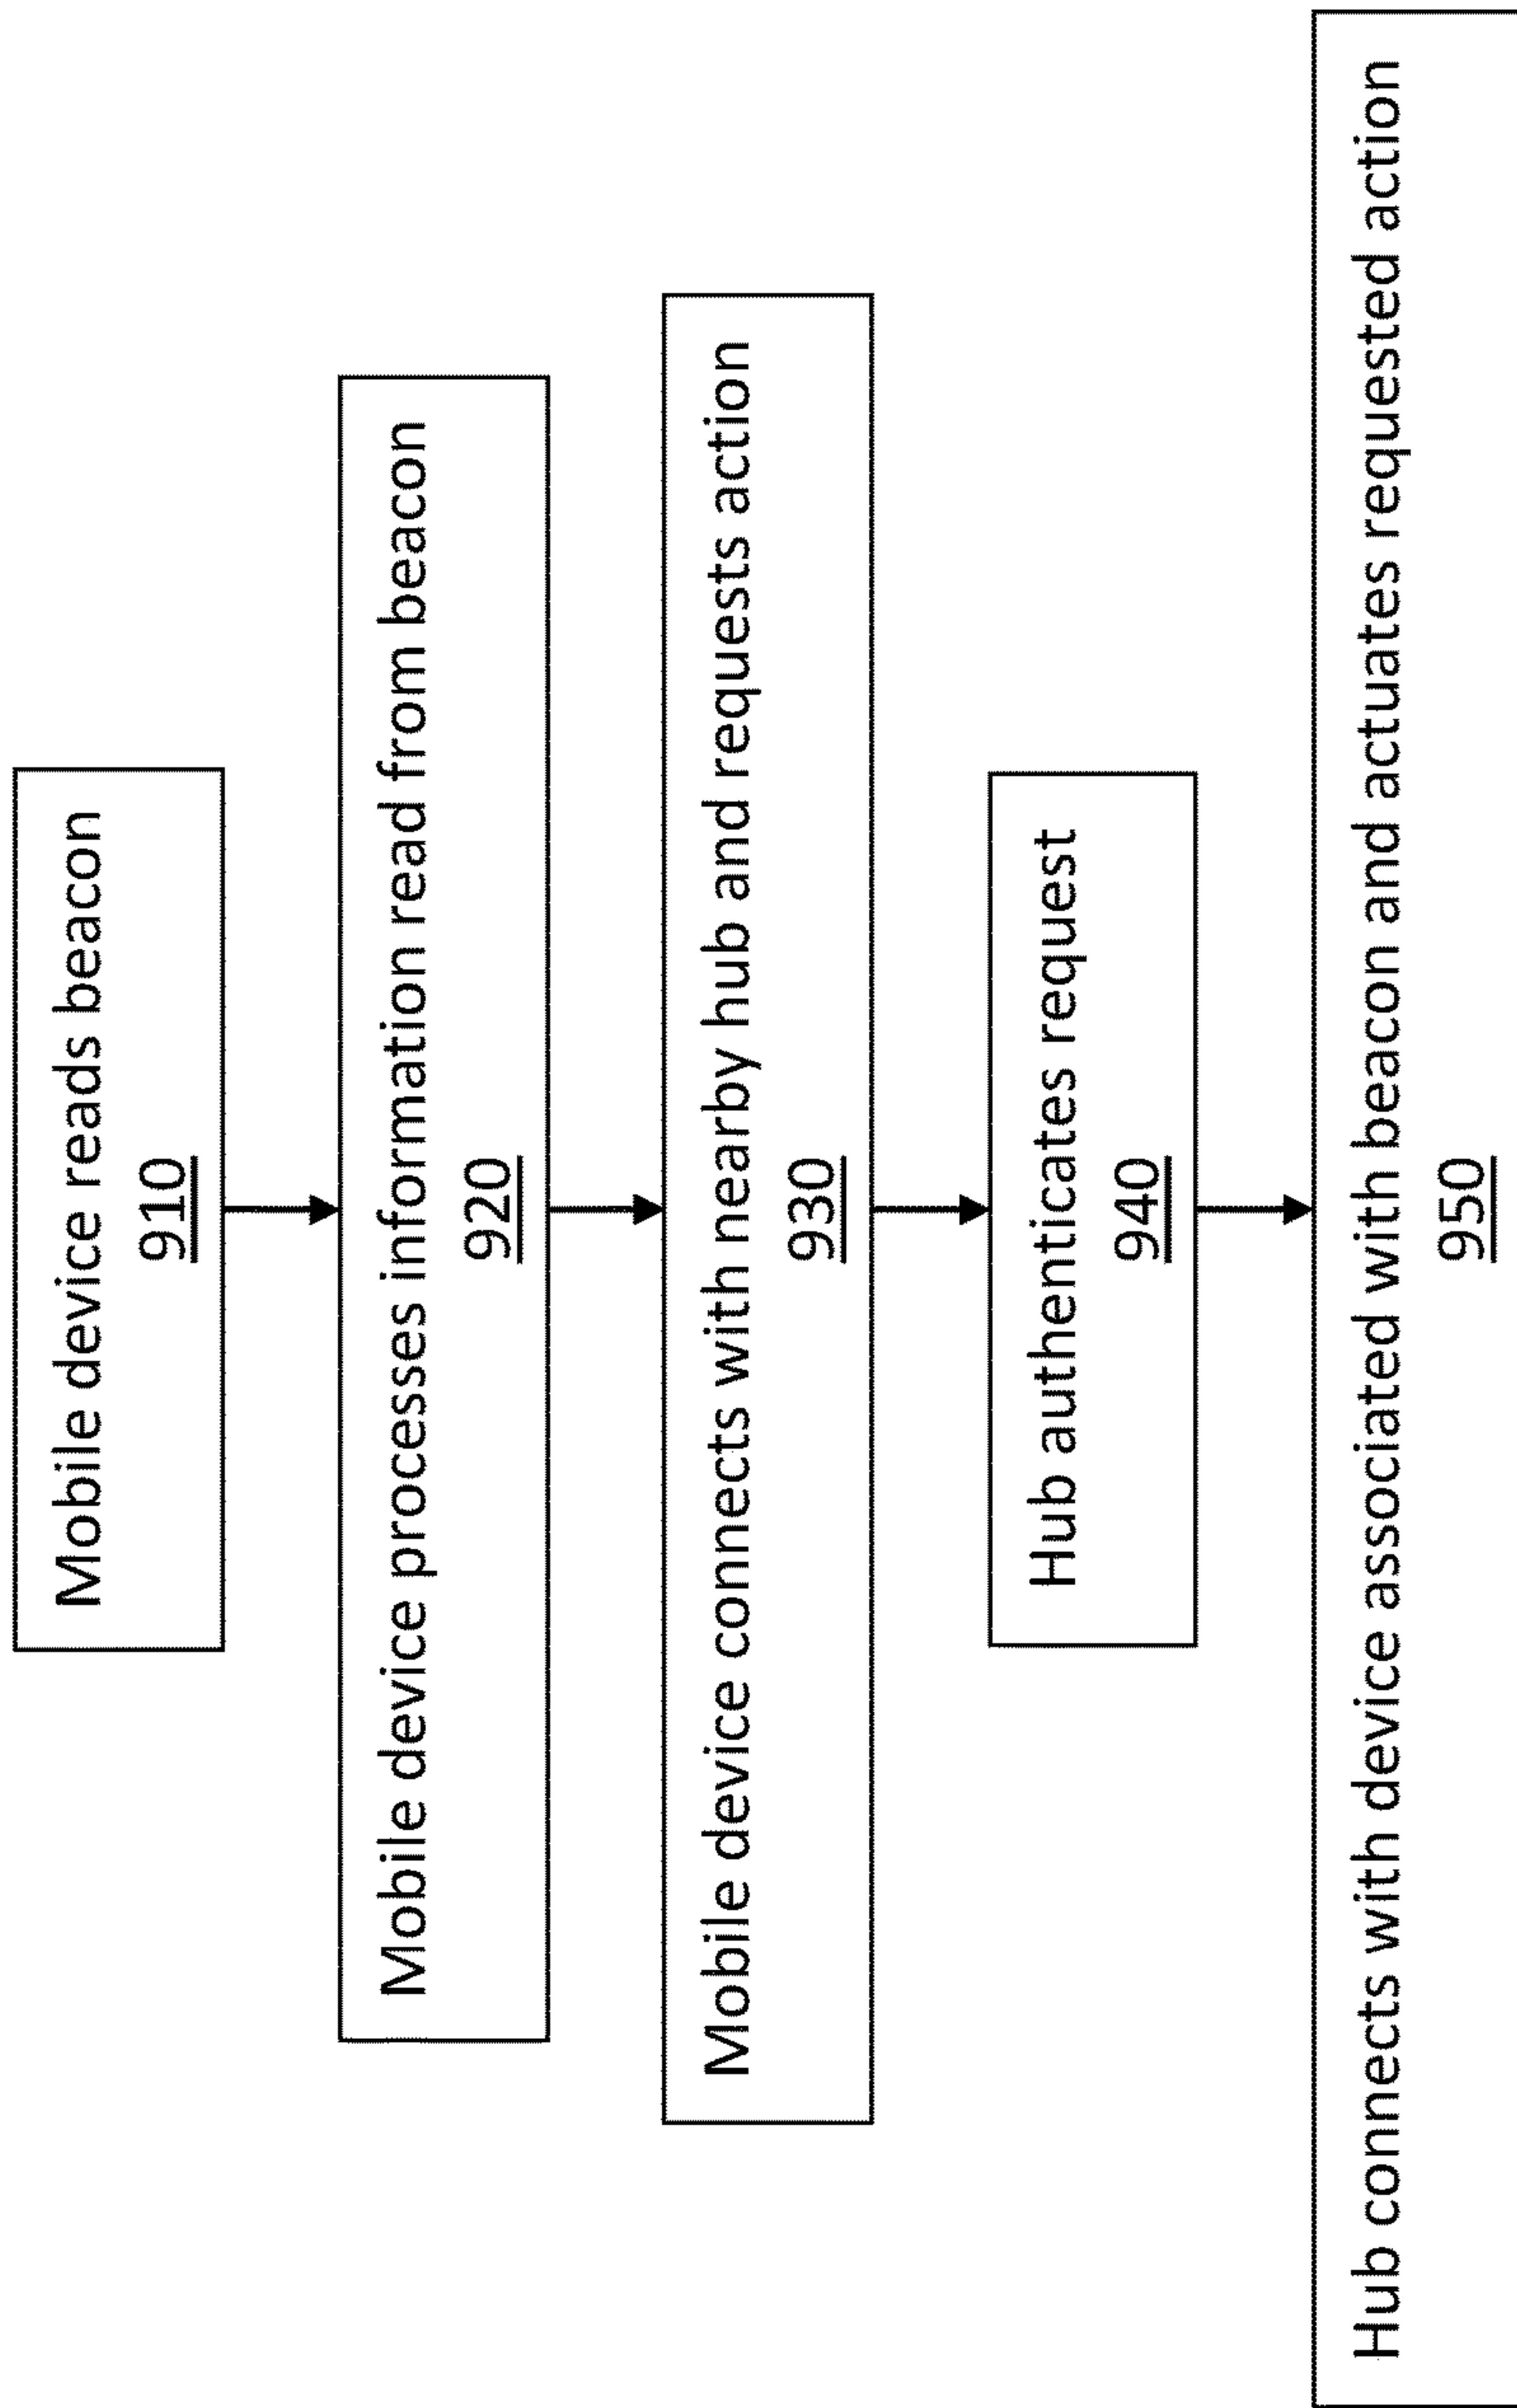 Mobile device reads beacon
910
Mobile device processes information read from beacon
920
Mobile device connects with nearby hub and requests action
930
Hub authenticates request
940
Hub connects with device associated with beacon and actuates requested action
950